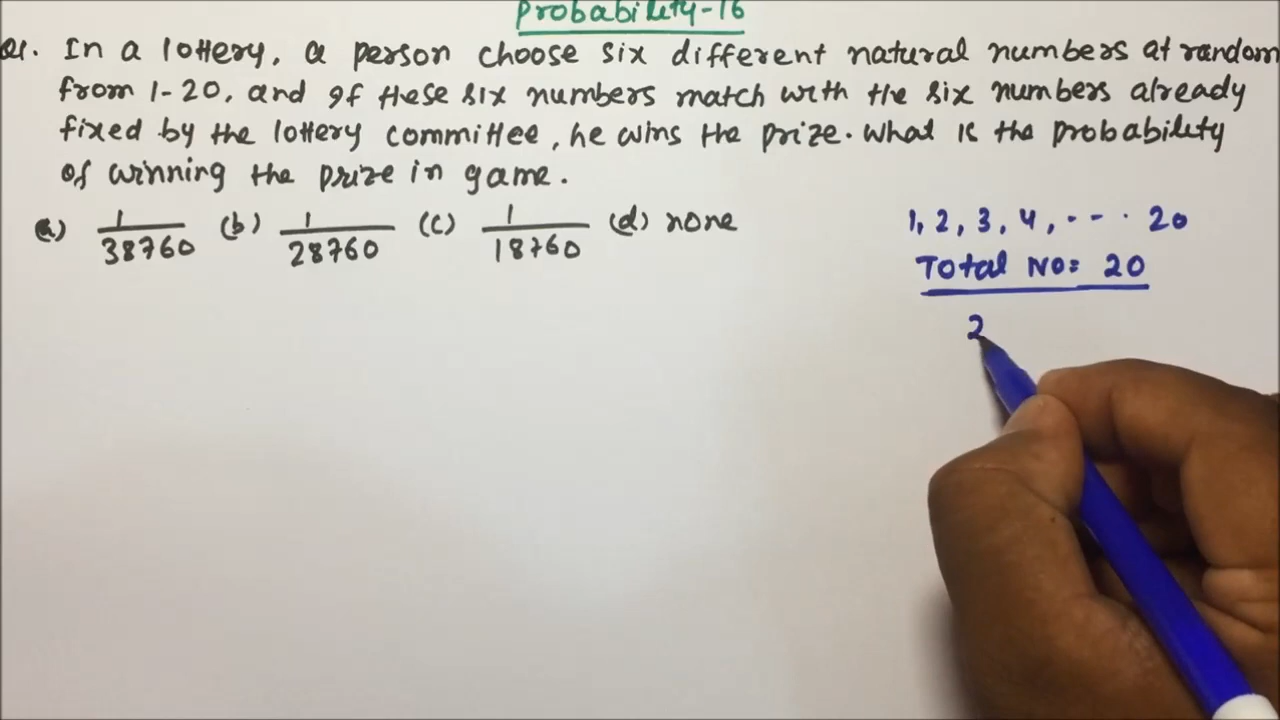 Probability-16
Q1. In a lottery, a person choose six different natural numbers at random
from 1-20, and if these six numbers match with the six numbers already
fixed by the lottery committee, he wins the prize. What is the probability
of winning the prize in game.
(a) 1/38760 (b) 1/28760 (c) 1/18760 (d) none
1, 2, 3, 4, --- 20
Total No= 20
2